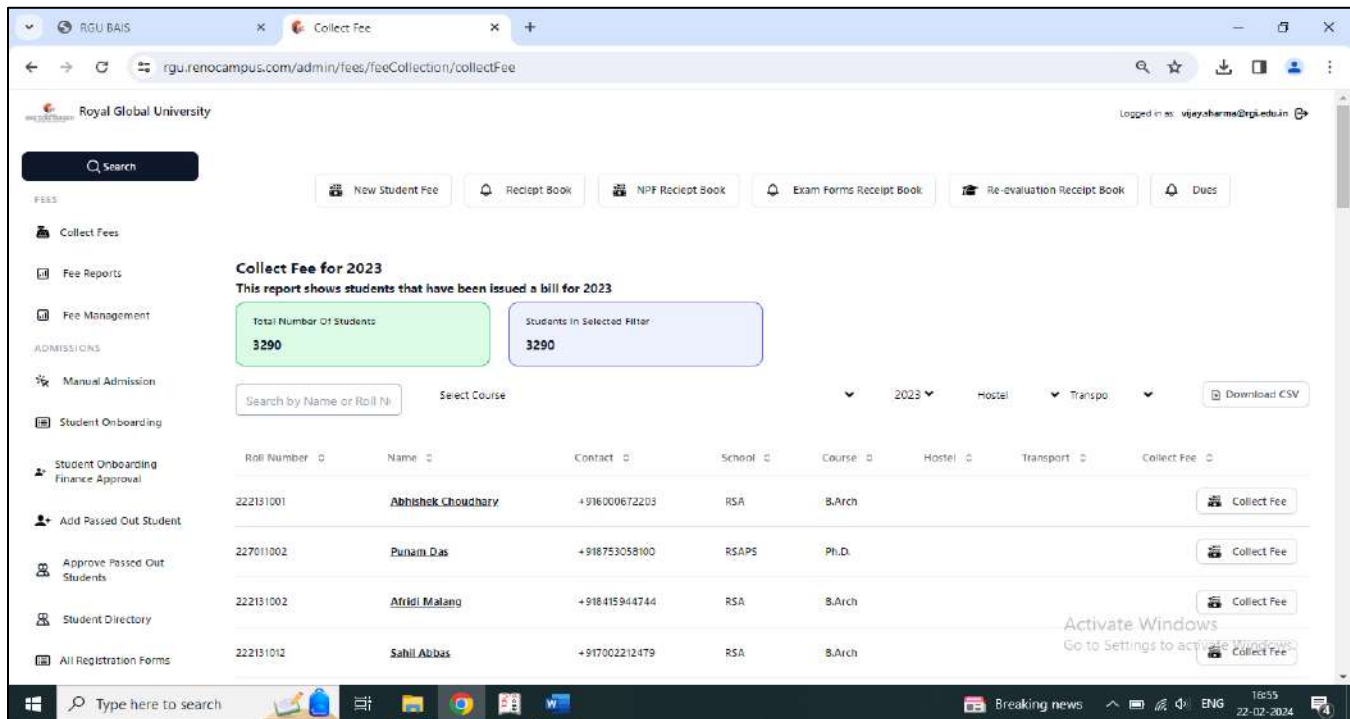 RGU BAIS
Collect Fee
rgu.renocampus.com/admin/fees/feeCollection/collectFee
Royal Global University
Logged in as: vijay.sharma@rgi.edu.in
Search
New Student Fee
Reciept Book
NPF Reciept Book
Exam Forms Receipt Book
Re-evaluation Receipt Book
Dues
FEES
Collect Fees
Fee Reports
Fee Management
ADMISSIONS
Manual Admission
Student Onboarding
Student Onboarding
Finance Approval
Add Passed Out Student
Approve Passed Out
Students
Student Directory
All Registration Forms
Collect Fee for 2023
This report shows students that have been issued a bill for 2023
Total Number Of Students
3290
Students In Selected Filter
3290
Search by Name or Roll N
Select Course
2023
Hostel
Transpo
Download CSV
Roll Number Name Contact School Course Hostel Transport Collect Fee
222131001 Abhishek Choudhary +916000672203 RSA B.Arch Collect Fee
227011002 Punam Das +918753058100 RSAPS Ph.D. Collect Fee
222131002 Afridi Malang +918415944744 RSA B.Arch Collect Fee
222131012 Sahil Abbas +917002212479 RSA B.Arch Collect Fee
Activate Windows
Go to Settings to activate Windows.
Type here to search
Breaking news
ENG
16:55
22-02-2024
4